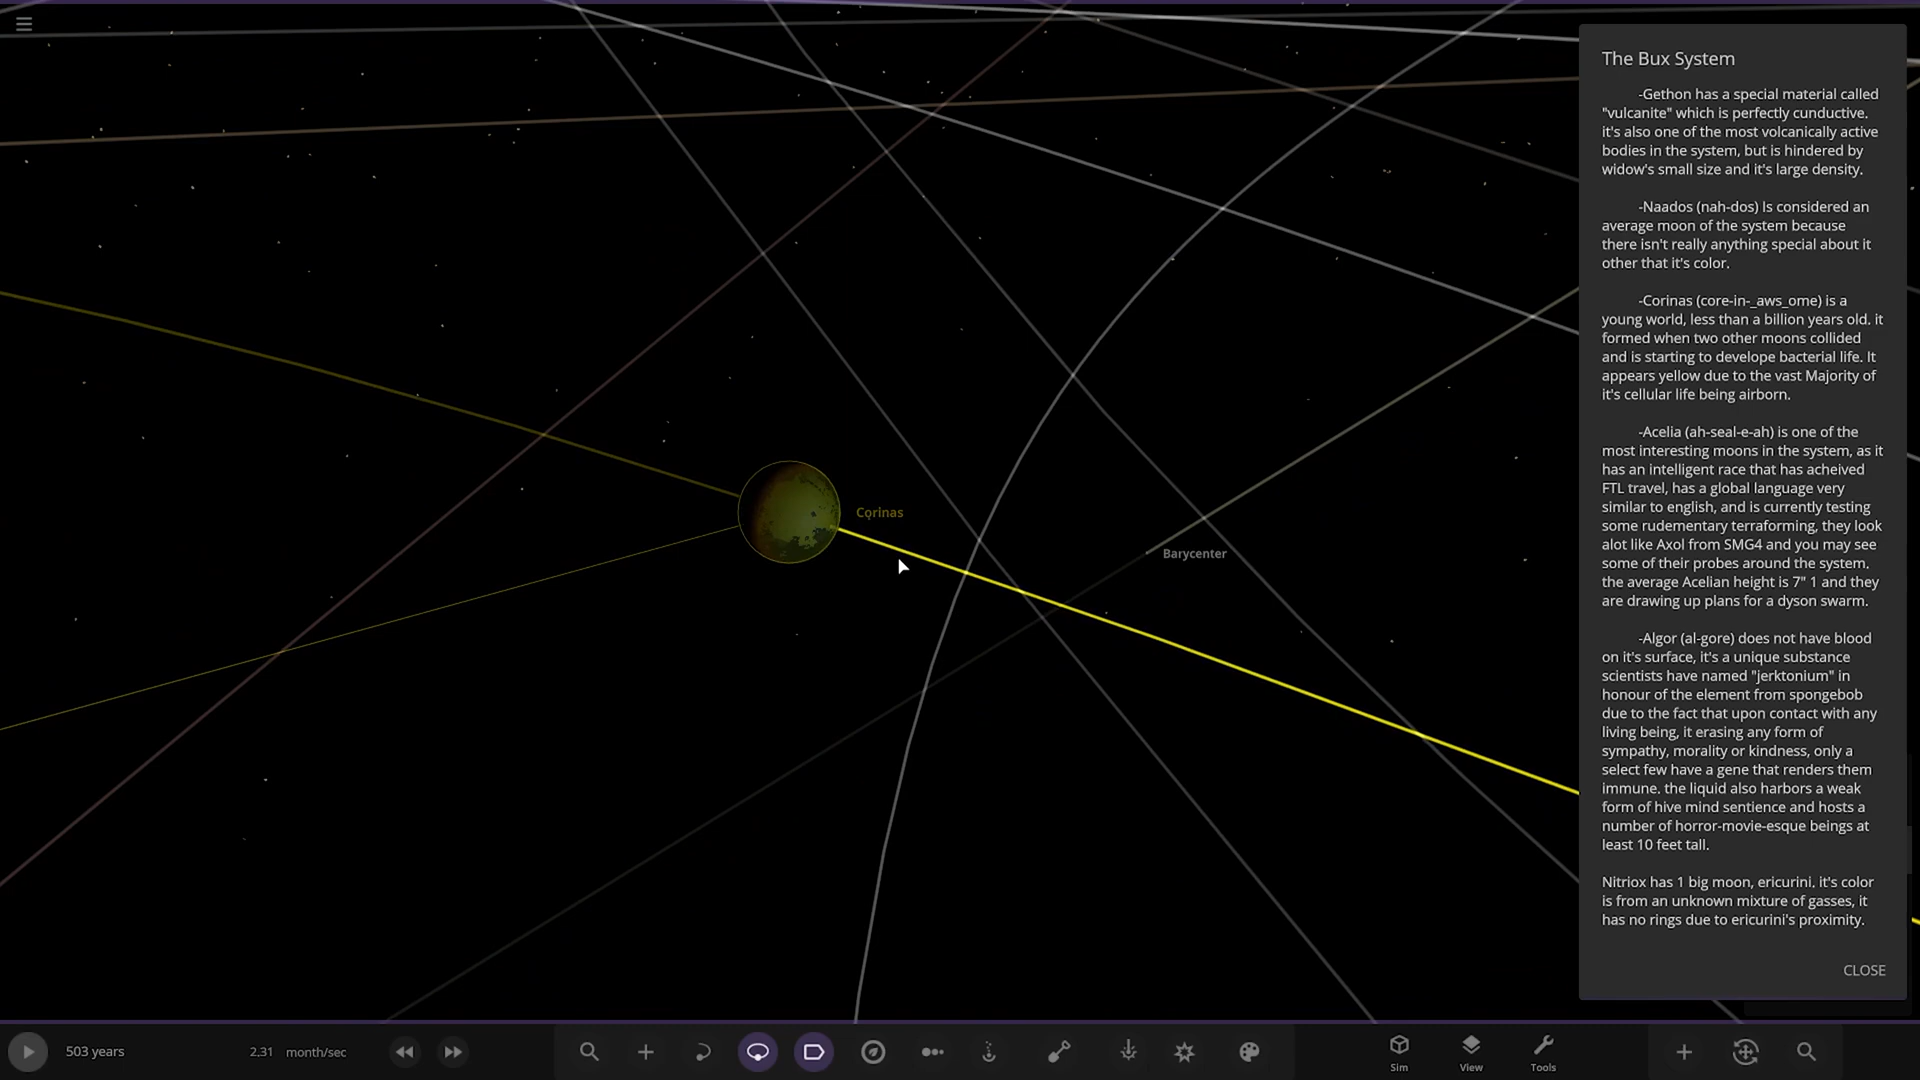 The Bux System
-Gethon has a special material called
"vulcanite" which is perfectly cunductive.
it's also one of the most volcanically active
bodies in the system, but is hindered by
widow's small size and it's large density.
-Naados (nah-dos) Is considered an
average moon of the system because
there isn't really anything special about it
other that it's color.
-Corinas (core-in-_aws_ome) is a
young world, less than a billion years old. it
formed when two other moons collided
and is starting to develope bacterial life. It
appears yellow due to the vast Majority of
it's cellular life being airborn.
-Acelia (ah-seal-e-ah) is one of the
most interesting moons in the system, as it
has an intelligent race that has acheived
FTL travel, has a global language very
similar to english, and is currently testing
some rudementary terraforming, they look
alot like Axol from SMG4 and you may see
some of their probes around the system.
the average Acelian height is 7" 1 and they
are drawing up plans for a dyson swarm.
-Algor (al-gore) does not have blood
on it's surface, it's a unique substance
scientists have named "jerktonium" in
honour of the element from spongebob
due to the fact that upon contact with any
living being, it erasing any form of
sympathy, morality or kindness, only a
select few have a gene that renders them
immune. the liquid also harbors a weak
form of hive mind sentience and hosts a
number of horror-movie-esque beings at
least 10 feet tall.
Nitriox has 1 big moon, ericurini. it's color
is from an unknown mixture of gasses, it
has no rings due to ericurini's proximity.
CLOSE
Corinas
Barycenter
503 years
2.31 month/sec
Sim
View
Tools